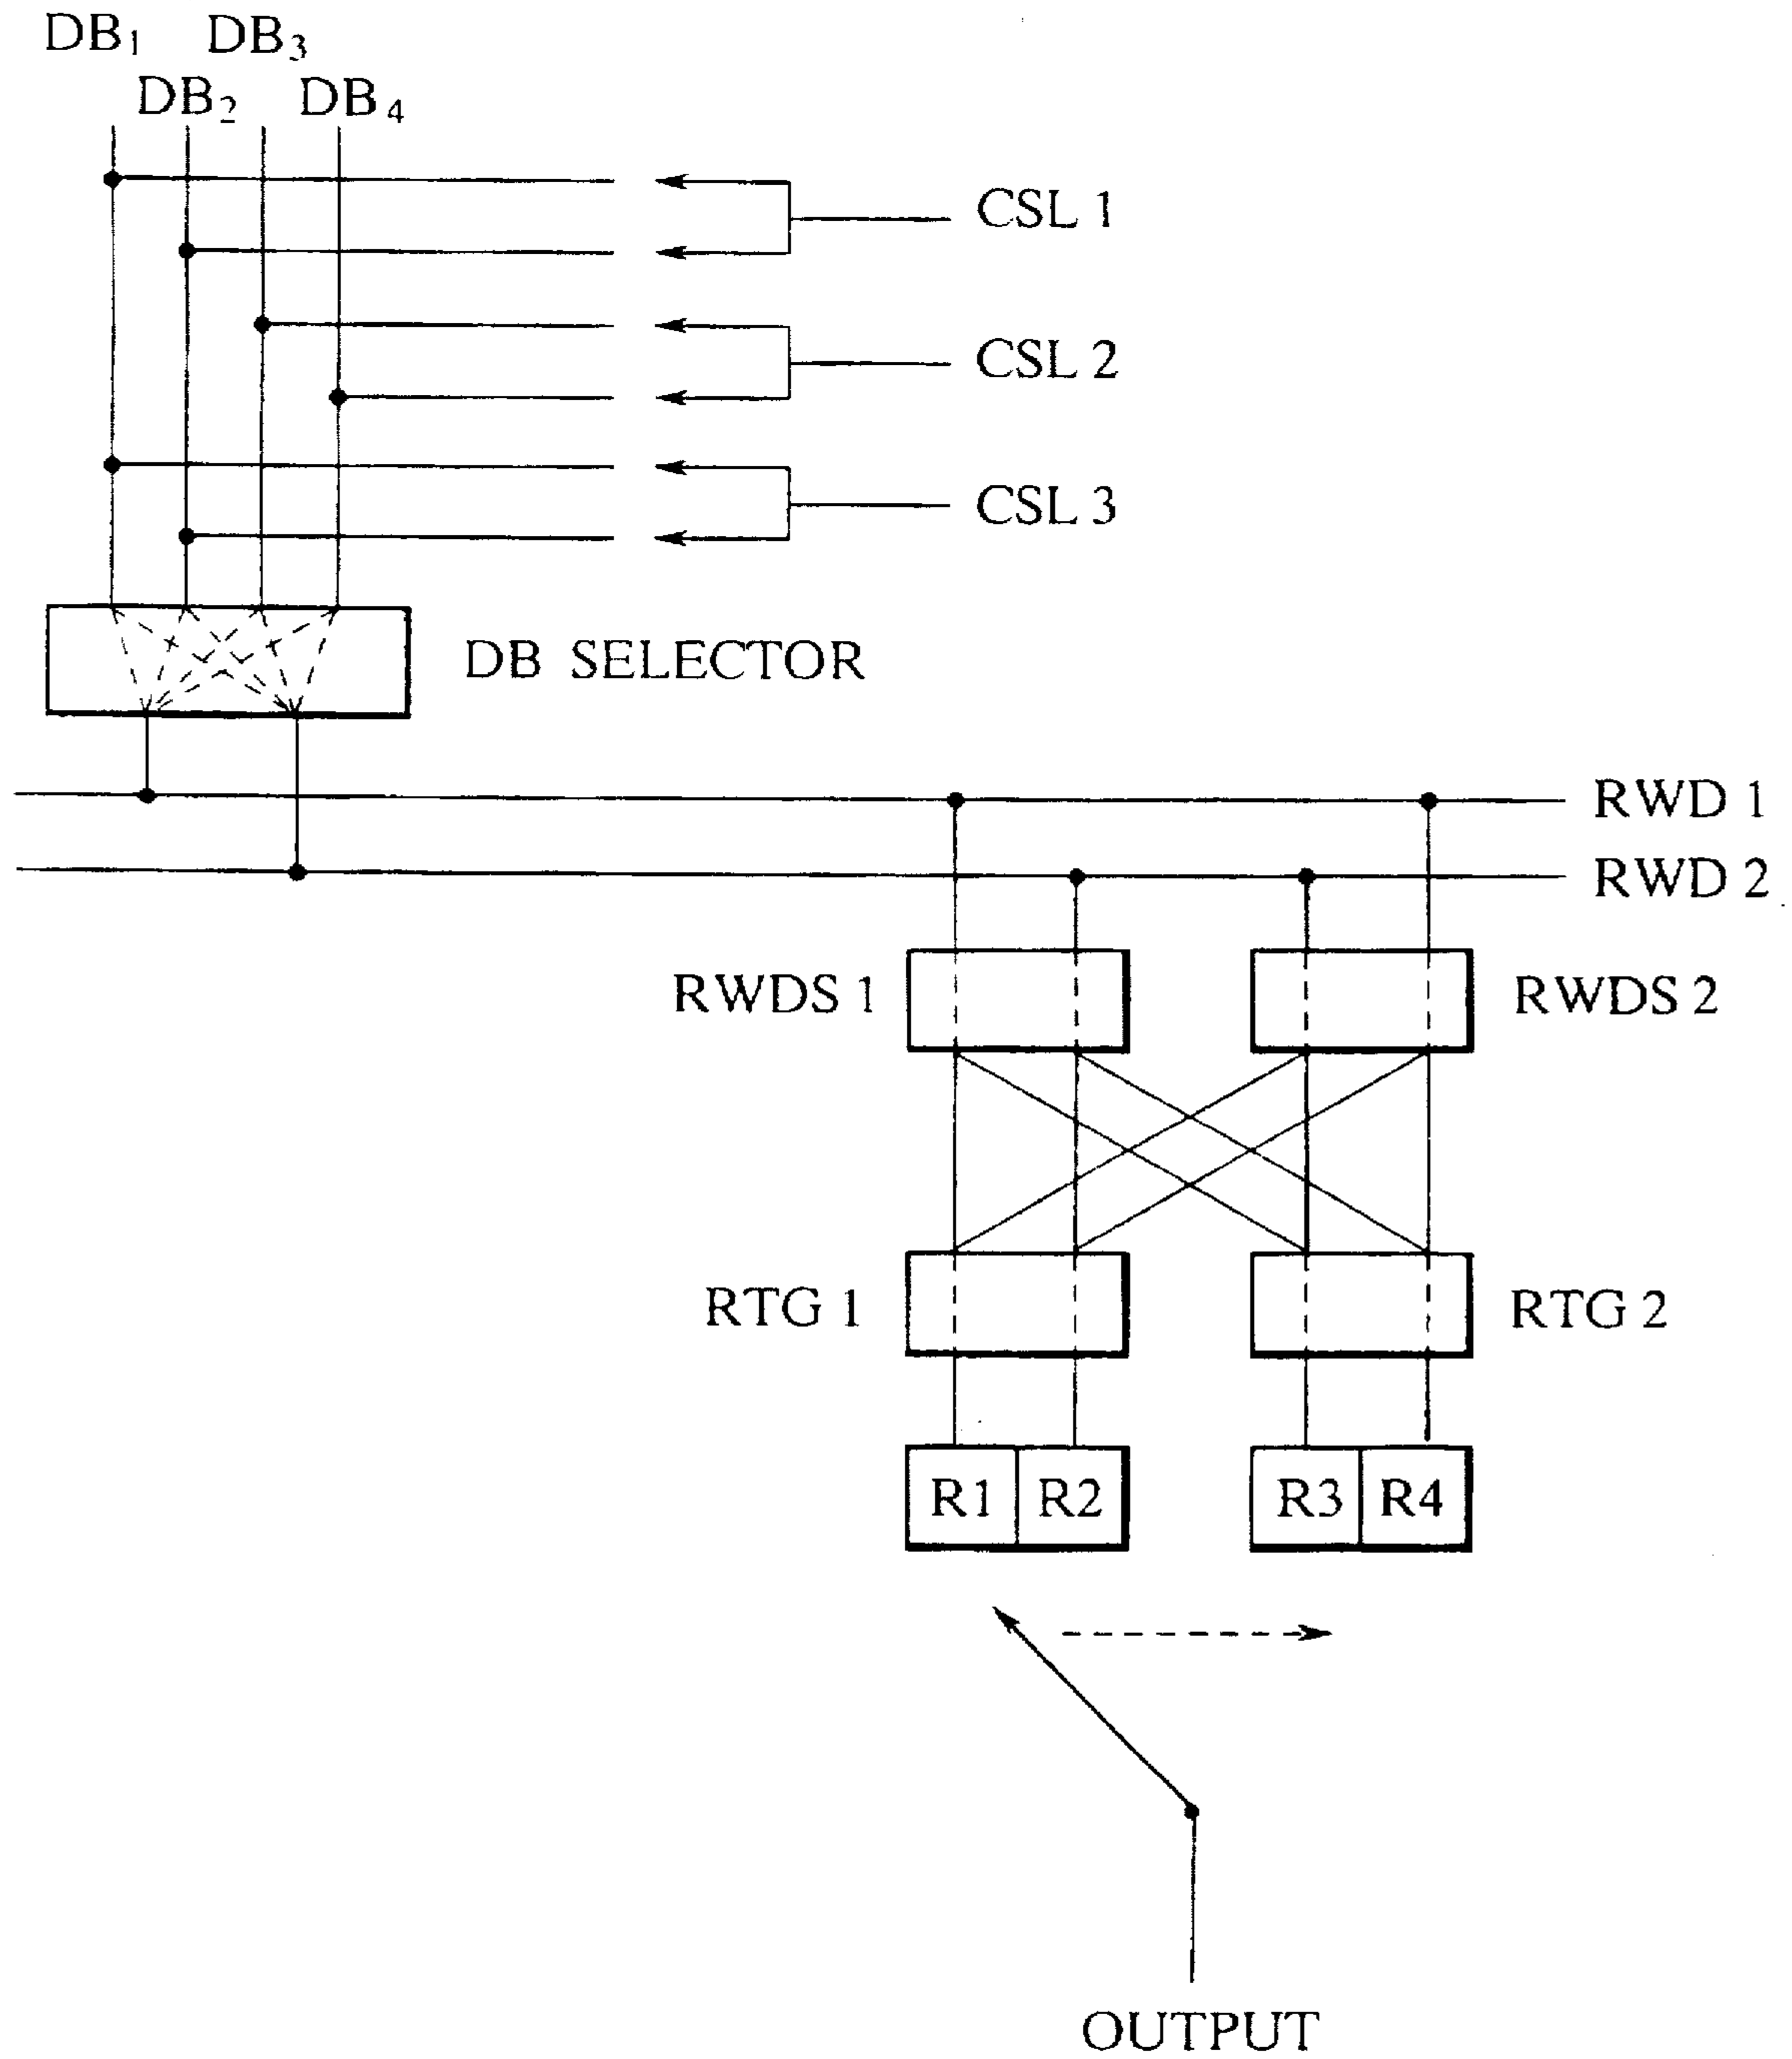 DB₁ DB₃
DB₂ DB₄
CSL 1
CSL 2
CSL 3
DB SELECTOR
RWD 1
RWD 2
RWDS 1
RWDS 2
RTG 1
RTG 2
R1 R2 R3 R4
OUTPUT